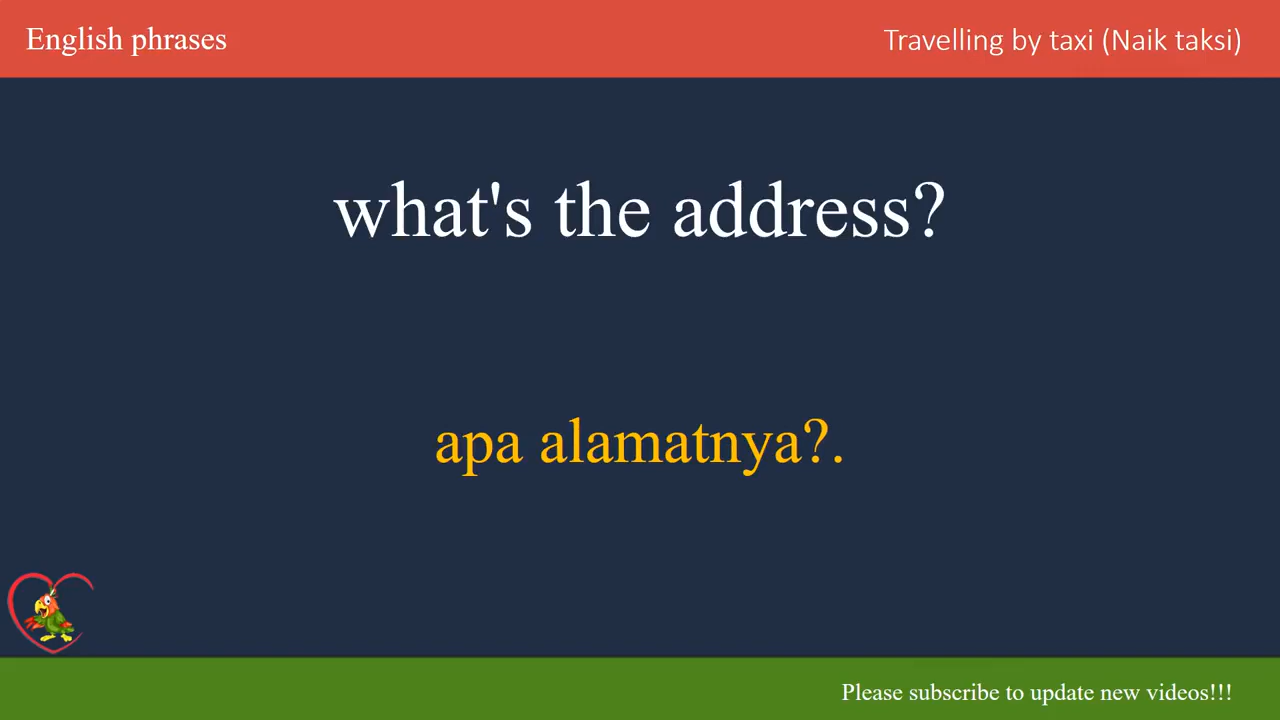 English phrases
Travelling by taxi (Naik taksi)
what's the address?
apa alamatnya?.
Please subscribe to update new videos!!!